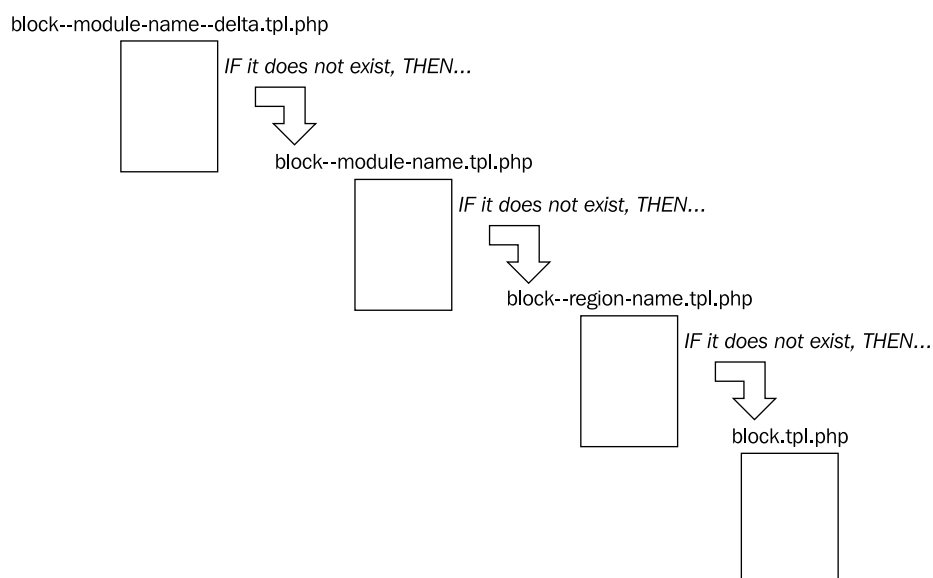 block--module-name--delta.tpl.php
IF it does not exist, THEN...
block--module-name.tpl.php
IF it does not exist, THEN...
block--region-name.tpl.php
IF it does not exist, THEN...
block.tpl.php